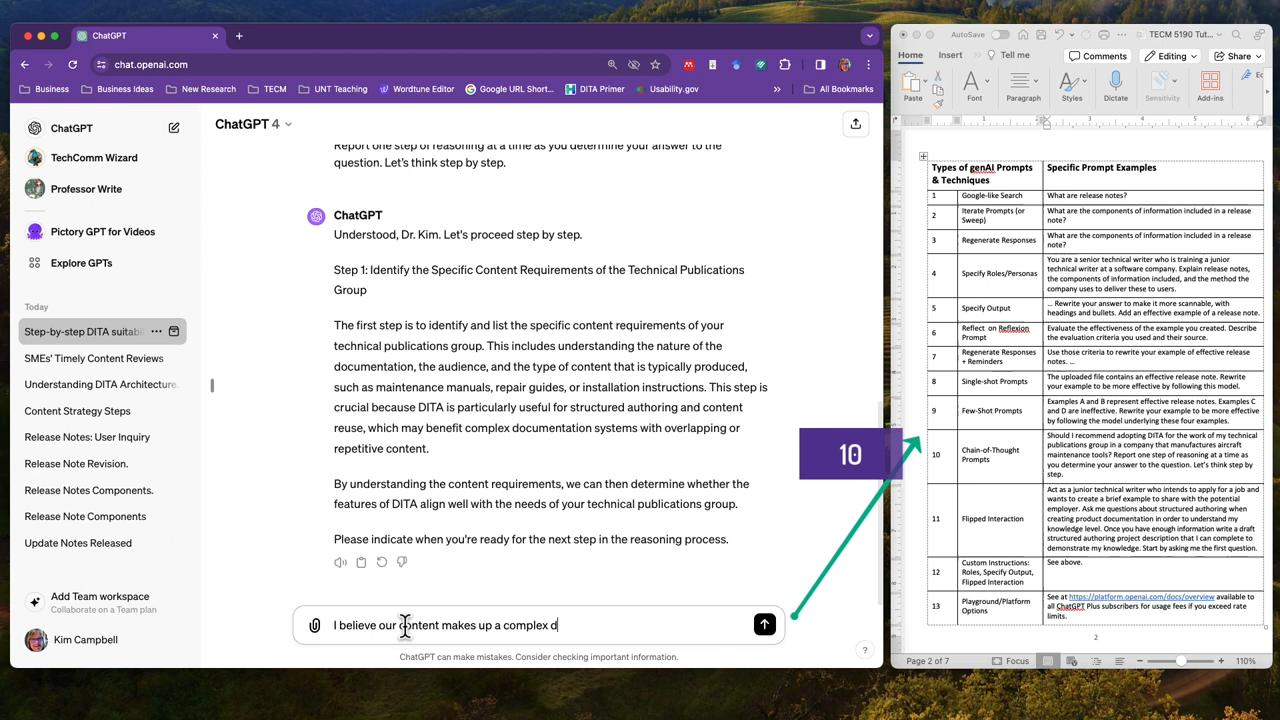 ChatGPT
chat.openai.com
Business
Business Ideas
New Research
TECM
Teaching
WroTune Editor
Google for Sport...
DITA Primer
Usability.gov
»
All Bookmarks
ChatGPT
TechComm Wizard
Professor Write
Pictory GPT for Videos
Explore GPTs
Today
Step-by-step DITA suitabi
SMEs' Timely Content Reviews
Understanding DITA Architecture.
Content Strategy Steps
Release Notes: User Inquiry
Release Note Revision.
Release Notes Components.
Release Note Components
Update Notes Released
Add Team workspace
Collaborate on a Team plan
Kim Campbell
ChatGPT 4
Report one step of reasoning at a time as you determine your answer to the
question. Let's think step by step.
ChatGPT
Understood, Dr. Kim. Let's proceed step by step.
Step 1: Identify the Specific Content Requirements of the Technical Publications
Group
The first step is to identify and list the specific content requirements of your
technical publications group. This includes understanding the nature of the
documentation, the audience, and the type of content that is typically produced,
such as maintenance manuals, repair guides, or installation instructions. This step is
crucial because DITA is particularly useful for structured authoring and content
reuse, which may benefit complex documentation systems with overlapping or
repetitive content.
By understanding the content requirements, we can then determine whether the
features of DITA align well with the needs of your technical publications group.
Please indicate when you're ready for the next step in the reasoning process.
I think our content makes up a complex d
ChatGPT can make mistakes. Consider checking important information.
?
10
AutoSave
TECM 5190 Tut...
Home
Insert
Tell me
Comments
Editing
Share
Paste
Font
Paragraph
Styles
Dictate
Sensitivity
Add-ins
Types of genAI Prompts
& Techniques
Specific Prompt Examples
1 Google-like Search What are release notes?
2 Iterate Prompts (or
Sweep)
What are the components of information included in a release
note?
3 Regenerate Responses
What are the components of information included in a release
note?
4 Specify Roles/Personas
You are a senior technical writer who is training a junior
technical writer at a software company. Explain release notes,
the components of information included, and the method the
company uses to deliver these to users.
5 Specify Output
... Rewrite your answer to make it more scannable, with
headings and bullets. Add an effective example of a release note.
6 Reflect on Reflexion
Prompt
Evaluate the effectiveness of the example you created. Describe
the evaluation criteria you used and their source.
7 Regenerate Responses
+ Reminders
Use those criteria to rewrite your example of effective release
notes. ...
8 Single-shot Prompts
The uploaded file contains an effective release note. Rewrite
your example to be more effective by following this model.
9 Few-Shot Prompts
Examples A and B represent effective release notes. Examples C
and D are ineffective. Rewrite your example to be more effective
by following the model underlying these four examples.
10 Chain-of-Thought
Prompts
Should I recommend adopting DITA for the work of my technical
publications group in a company that manufactures aircraft
maintenance tools? Report one step of reasoning at a time as
you determine your answer to the question. Let's think step by
step.
11 Flipped Interaction
Act as a junior technical writer who intends to apply for a job and
wants to create a brief example to share with the potential
employer. Ask me questions about structured authoring when
creating product documentation in order to understand my
knowledge level. Once you have enough information write a draft
structured authoring project description that I can complete to
demonstrate my knowledge. Start by asking me the first question.
12 Custom Instructions:
Roles, Specify Output,
Flipped Interaction
See above.
13 Playground/Platform
Options
See at https://platform.openai.com/docs/overview available to
all ChatGPT Plus subscribers for usage fees if you exceed rate
limits.
2
Page 2 of 7
Focus
110%